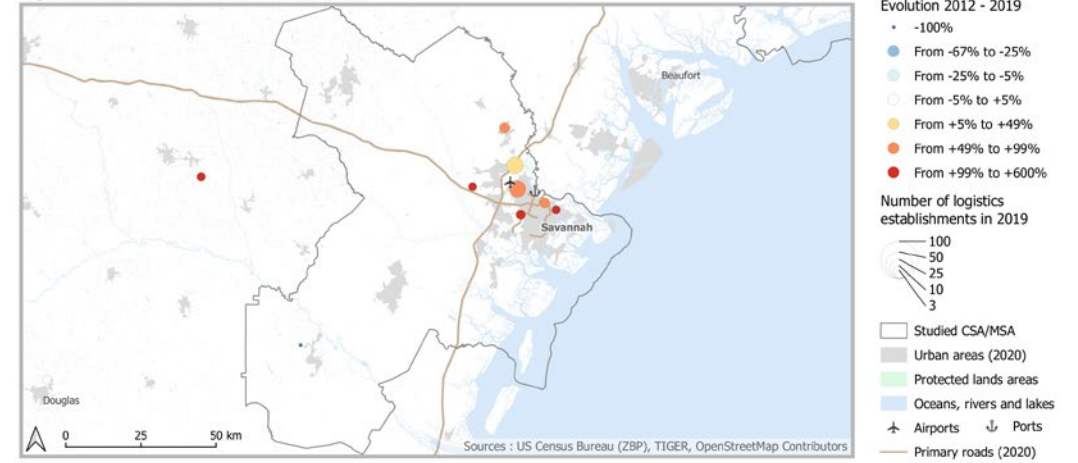 Evolution 2012 - 2019
-100%
From -67% to -25%
From -25% to -5%
From -5% to +5%
From +5% to +49%
From +49% to +99%
From +99% to +600%
Number of logistics
establishments in 2019
100
50
25
10
3
Studied CSA/MSA
Urban areas (2020)
Protected lands areas
Oceans, rivers and lakes
Airports
Ports
Primary roads (2020)
Beaufort
Savannah
Douglas
0 25 50 km
Sources : US Census Bureau (ZBP), TIGER, OpenStreetMap Contributors